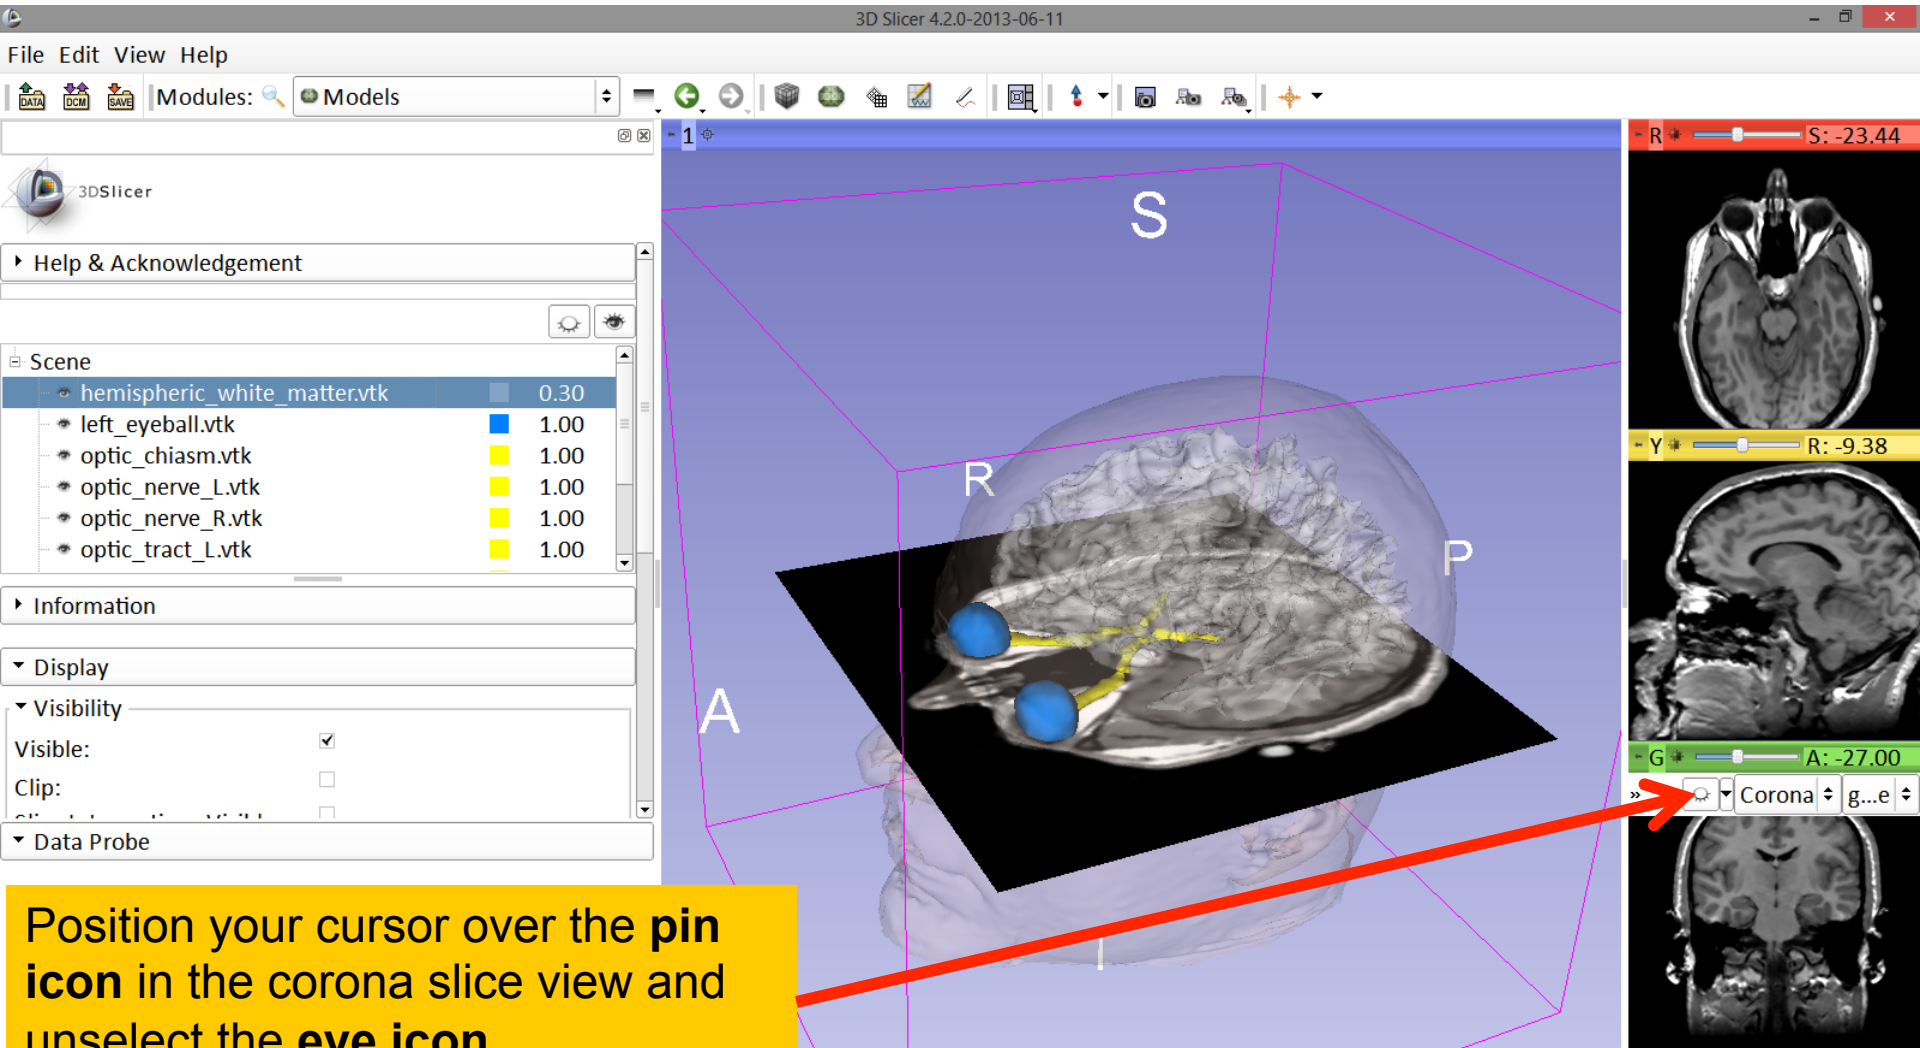 3D Slicer 4.2.0-2013-06-11
File Edit View Help
DATA DCM SAVE Modules: Models
1
R S: -23.44
3DSlicer
Help & Acknowledgement
Scene
hemispheric_white_matter.vtk 0.30
left_eyeball.vtk 1.00
optic_chiasm.vtk 1.00
optic_nerve_L.vtk 1.00
optic_nerve_R.vtk 1.00
optic_tract_L.vtk 1.00
Information
Display
Visibility
Visible:
Clip:
Data Probe
S
R
P
A
I
Y R: -9.38
G A: -27.00
» Corona g...e
Position your cursor over the pin
icon in the corona slice view and
unselect the eye icon